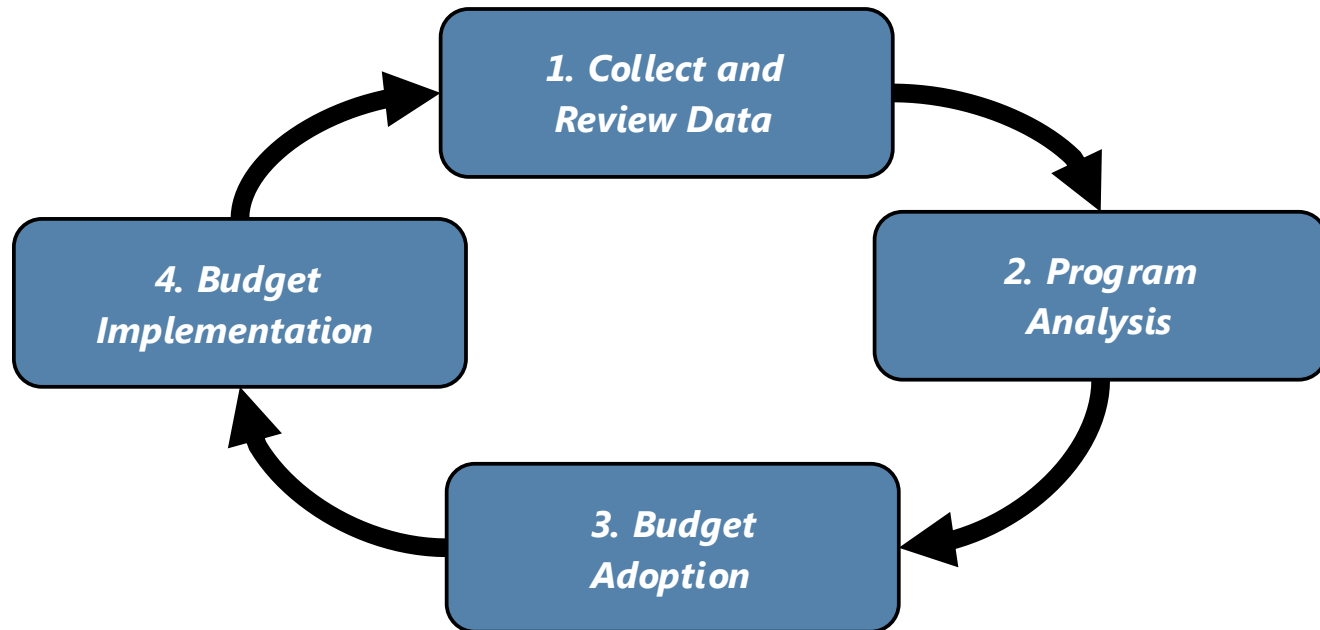 1. Collect and
Review Data
2. Program
Analysis
3. Budget
Adoption
4. Budget
Implementation